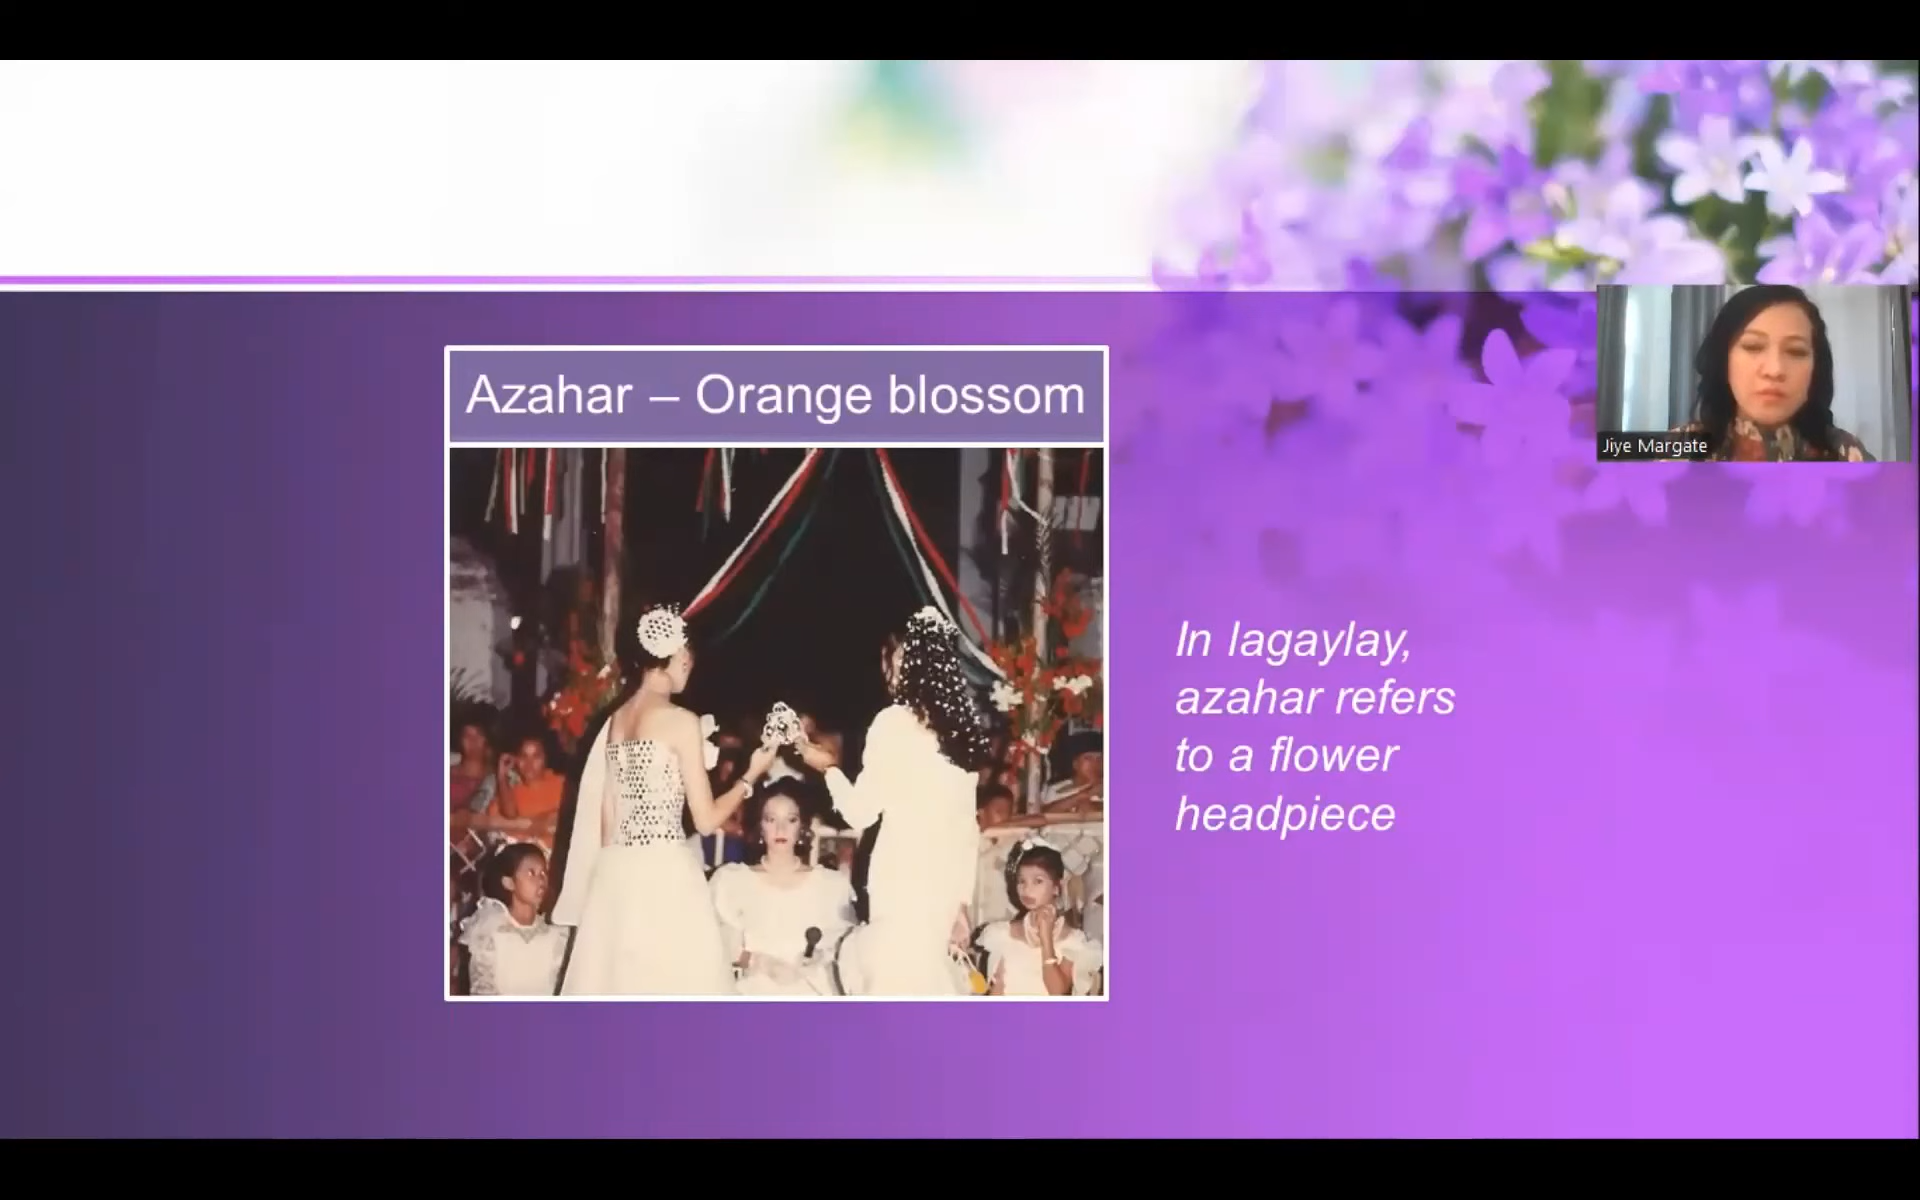 Azahar – Orange blossom
In lagaylay,
azahar refers
to a flower
headpiece
Jiye Margate